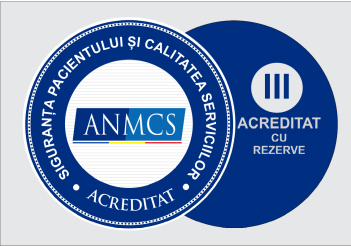 SIGURANȚA PACIENTULUI ȘI CALITATEA SERVICIILOR
ANMCS
• ACREDITAT •
III
ACREDITAT
CU
REZERVE